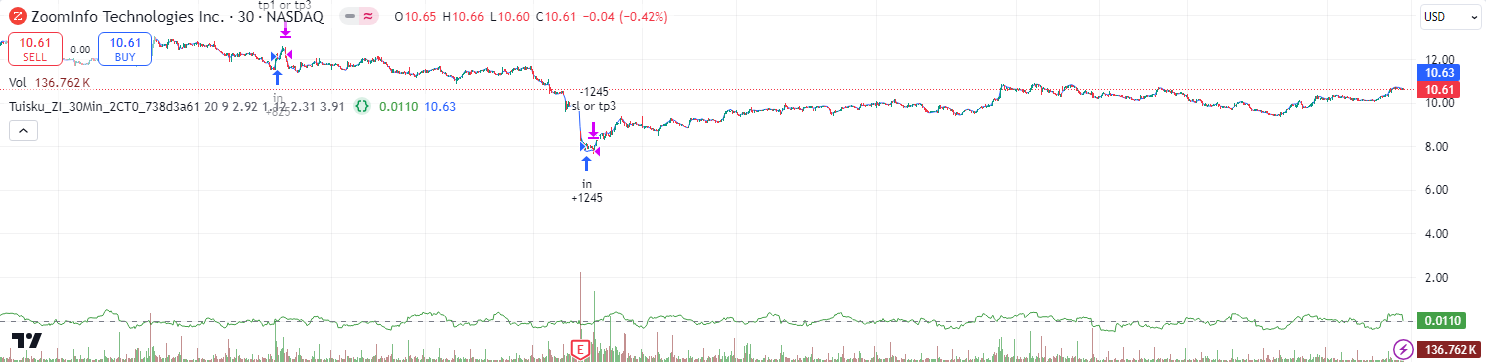 tp1 or tp3
Z ZoomInfo Technologies Inc. · 30 · NASDAQ O10.65 H10.66 L10.60 C10.61 −0.04 (−0.42%)
USD
10.61 SELL
0.00
10.61 BUY
12.00
10.63
Vol 136.762 K
10.61
-1245
sl or tp3
in
Tuisku_ZI_30Min_2CT0_738d3a61 20 9 2.92 1.32 2.31 3.91 {} 0.0110 10.63
10.00
+825
8.00
in
6.00
+1245
4.00
2.00
0.0110
E
136.762 K